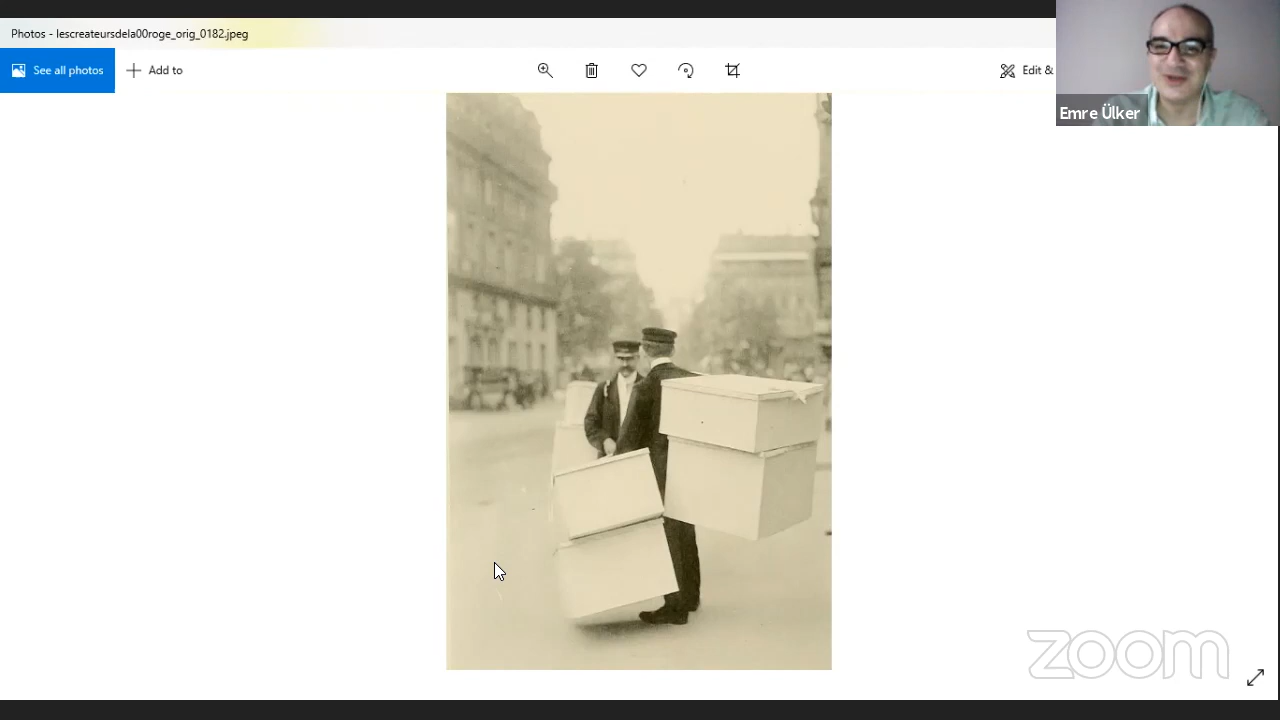 Photos - lescreateursdela00roge_orig_0182.jpeg
See all photos
Add to
Edit &
Emre Ülker
zoom